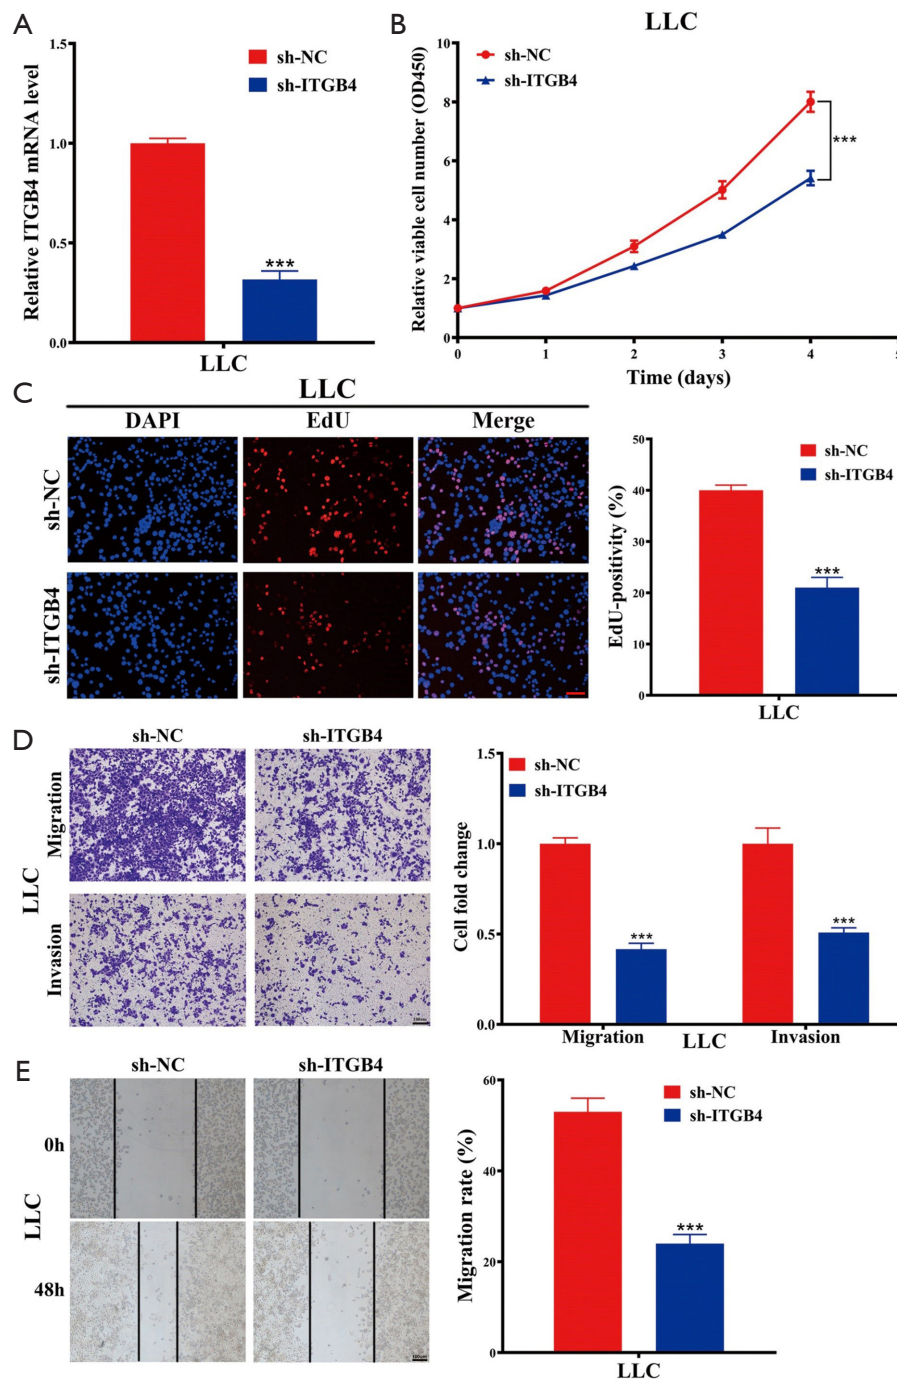 A
Relative ITGB4 mRNA level
1.5
1.0
0.5
0.0
sh-NC
sh-ITGB4
***
LLC
B
LLC
Relative viable cell number (OD450)
10
8
6
4
2
0
sh-NC
sh-ITGB4
***
0 1 2 3 4 5
Time (days)
C
LLC
DAPI EdU Merge
sh-NC
sh-ITGB4
EdU-positivity (%)
50
40
30
20
10
0
sh-NC
sh-ITGB4
***
LLC
D
sh-NC sh-ITGB4
LLC
Migration
Invasion
Cell fold change
1.5
1.0
0.5
0.0
sh-NC
sh-ITGB4
***
***
Migration LLC Invasion
E
sh-NC sh-ITGB4
LLC
0h
48h
Migration rate (%)
60
40
20
0
sh-NC
sh-ITGB4
***
LLC